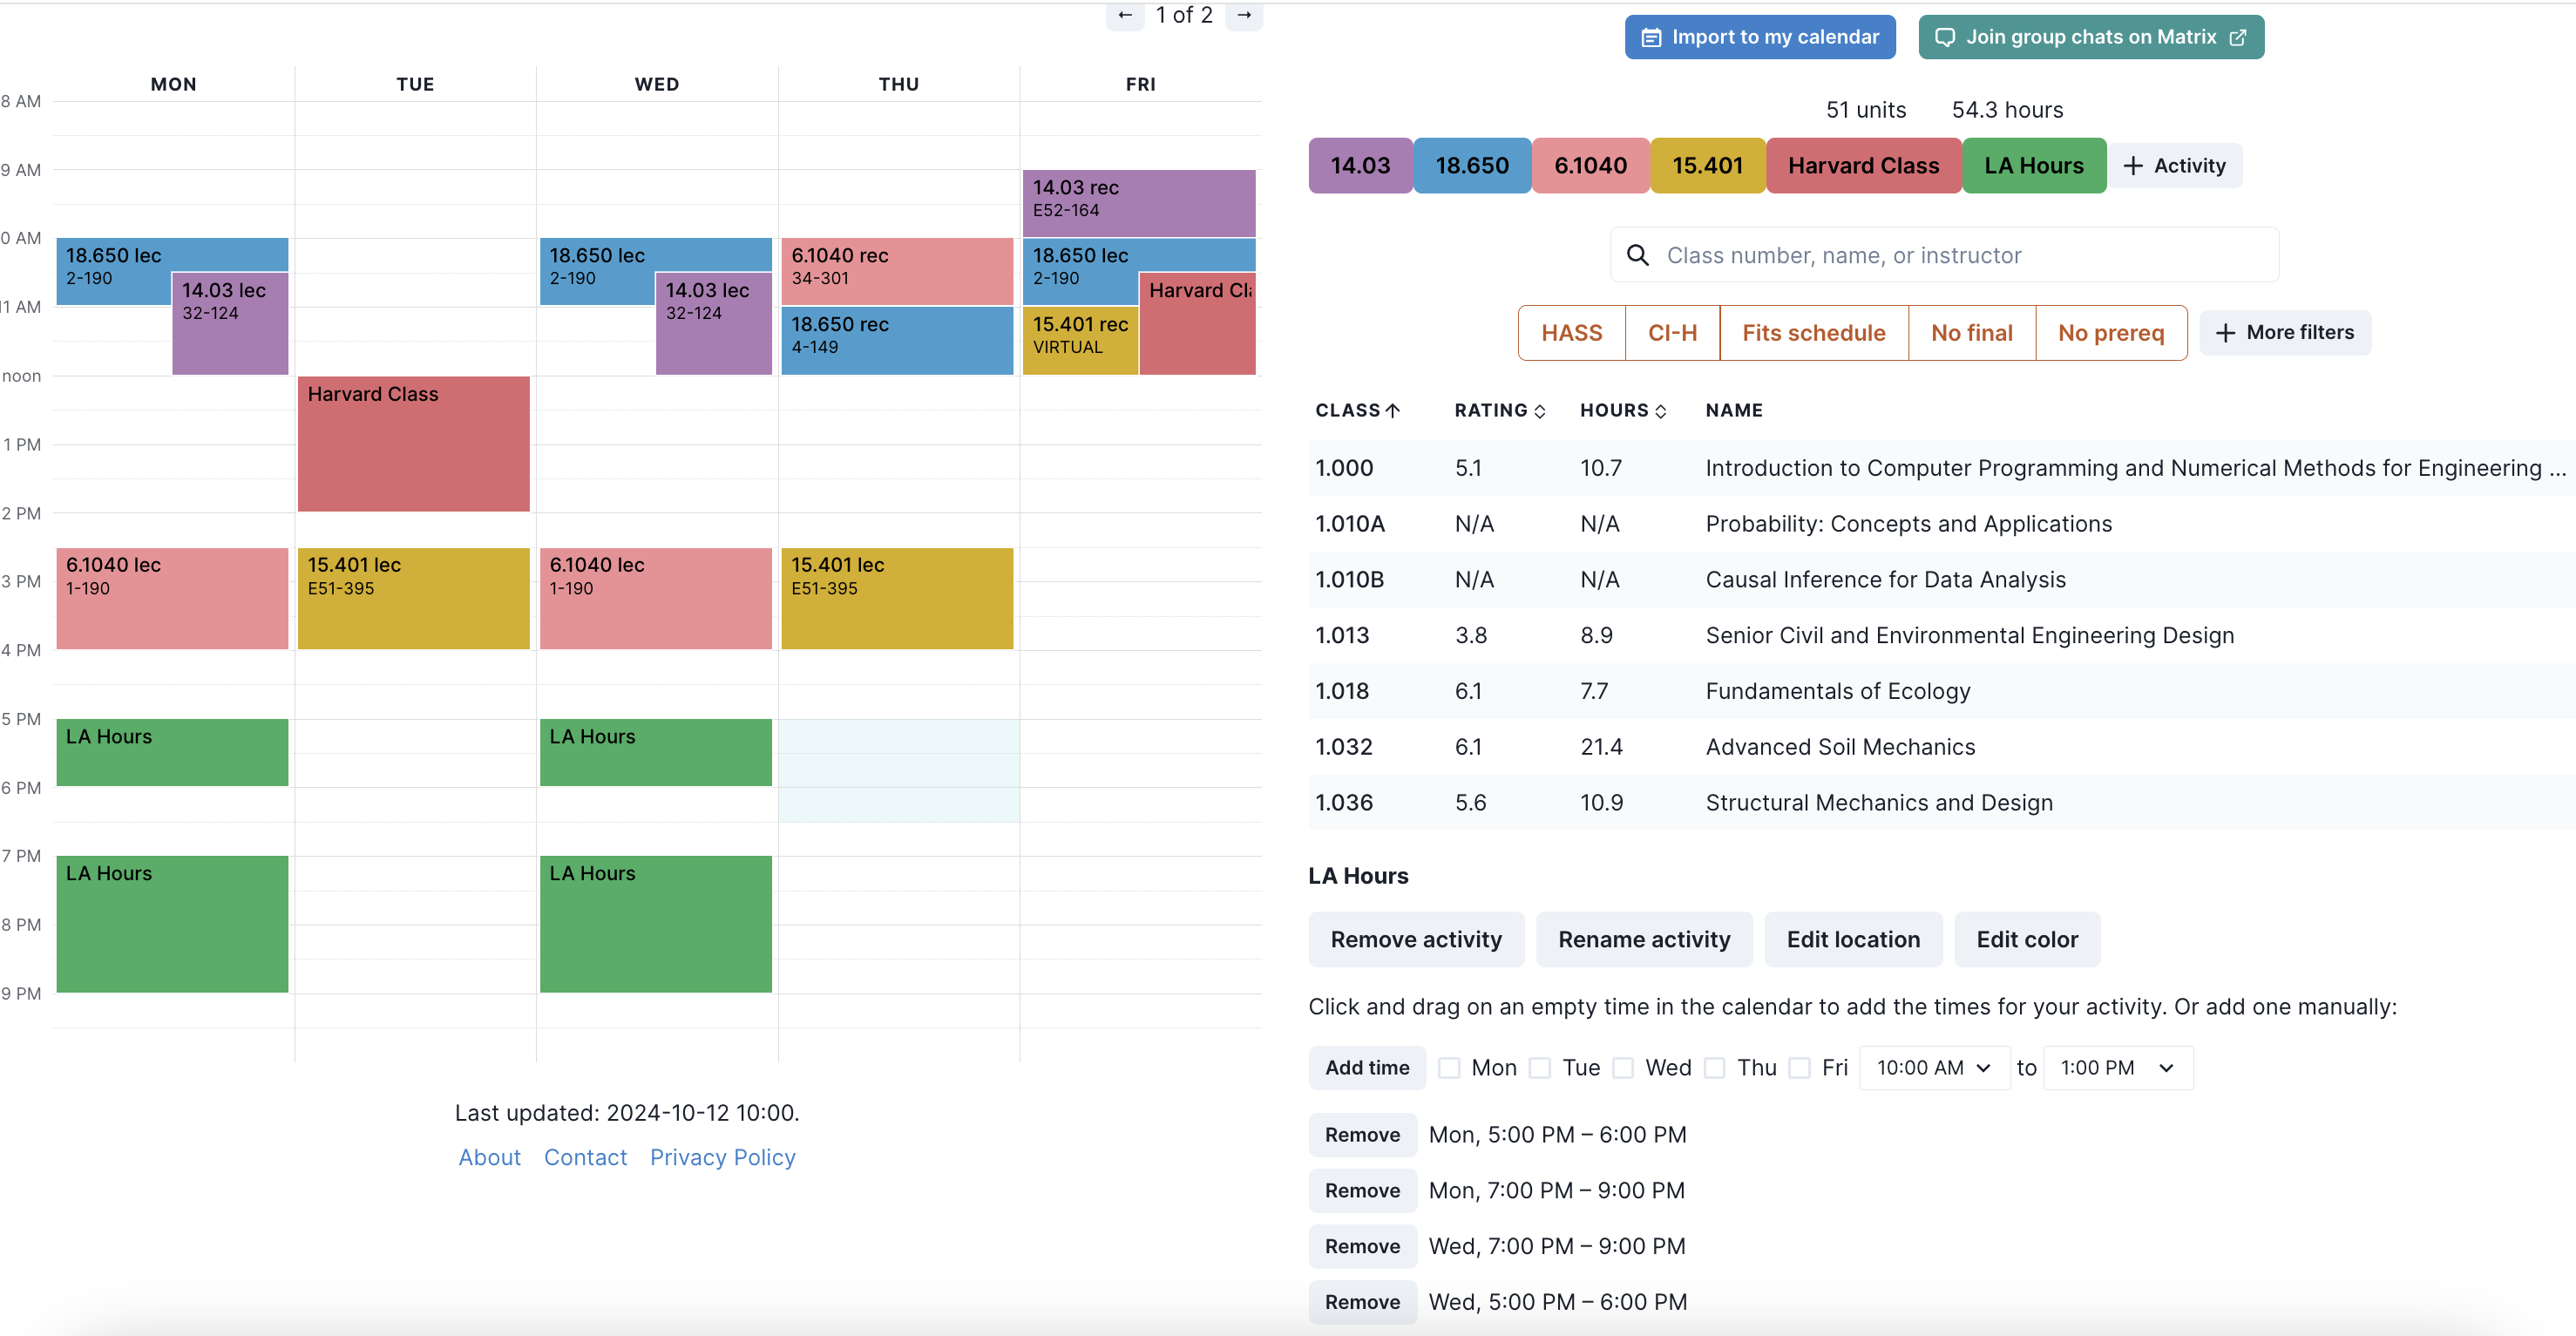 ← 1 of 2 →
MON TUE WED THU FRI
8 AM
9 AM
0 AM
11 AM
noon
1 PM
2 PM
3 PM
4 PM
5 PM
6 PM
7 PM
8 PM
9 PM
18.650 lec
2-190
14.03 lec
32-124
6.1040 lec
1-190
LA Hours
LA Hours
Harvard Class
15.401 lec
E51-395
18.650 lec
2-190
14.03 lec
32-124
6.1040 lec
1-190
LA Hours
LA Hours
6.1040 rec
34-301
18.650 rec
4-149
15.401 lec
E51-395
14.03 rec
E52-164
18.650 lec
2-190
Harvard Cla
15.401 rec
VIRTUAL
Last updated: 2024-10-12 10:00.
About Contact Privacy Policy
Import to my calendar Join group chats on Matrix
51 units 54.3 hours
14.03 18.650 6.1040 15.401 Harvard Class LA Hours + Activity
Class number, name, or instructor
HASS CI-H Fits schedule No final No prereq + More filters
CLASS↑ RATING HOURS NAME
1.000 5.1 10.7 Introduction to Computer Programming and Numerical Methods for Engineering ...
1.010A N/A N/A Probability: Concepts and Applications
1.010B N/A N/A Causal Inference for Data Analysis
1.013 3.8 8.9 Senior Civil and Environmental Engineering Design
1.018 6.1 7.7 Fundamentals of Ecology
1.032 6.1 21.4 Advanced Soil Mechanics
1.036 5.6 10.9 Structural Mechanics and Design
LA Hours
Remove activity Rename activity Edit location Edit color
Click and drag on an empty time in the calendar to add the times for your activity. Or add one manually:
Add time Mon Tue Wed Thu Fri 10:00 AM to 1:00 PM
Remove Mon, 5:00 PM – 6:00 PM
Remove Mon, 7:00 PM – 9:00 PM
Remove Wed, 7:00 PM – 9:00 PM
Remove Wed, 5:00 PM – 6:00 PM